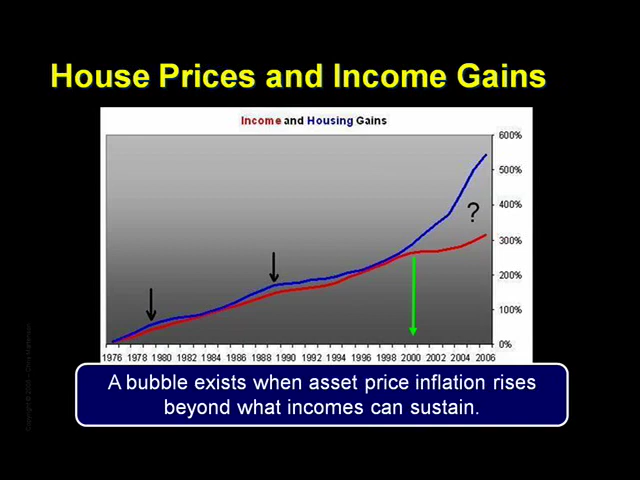 House Prices and Income Gains
Income and Housing Gains
600%
500%
400%
?
300%
200%
100%
0%
1976 1978 1980 1982 1984 1986 1988 1990 1992 1994 1996 1998 2000 2002 2004 2006
A bubble exists when asset price inflation rises
beyond what incomes can sustain.